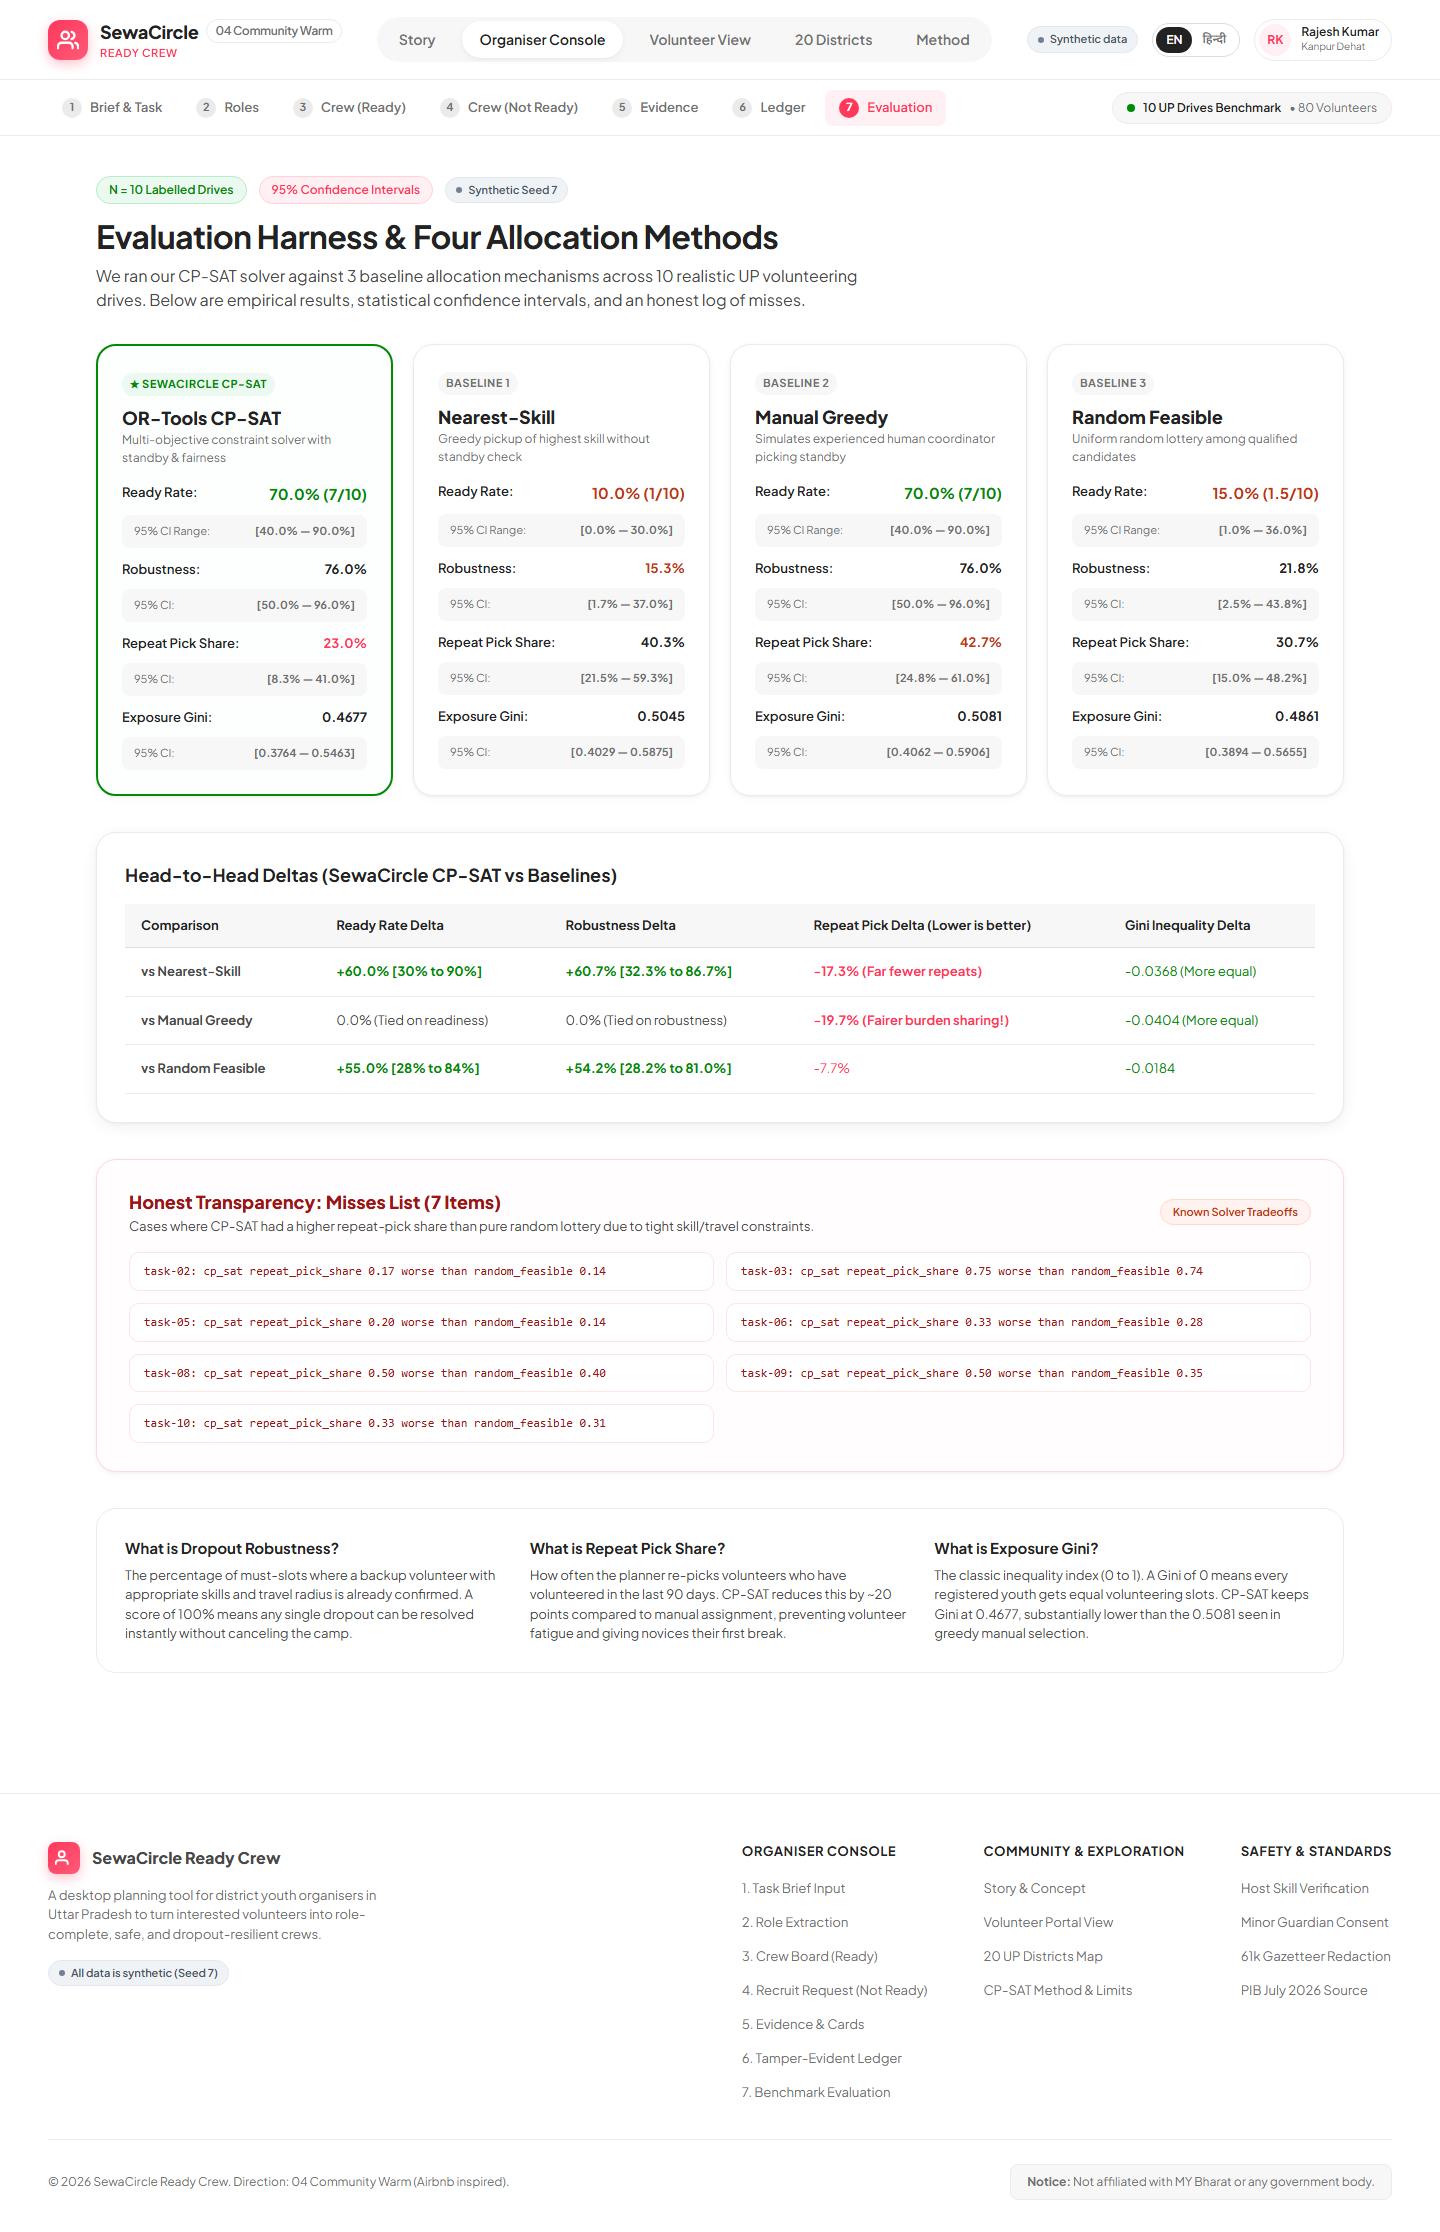 SewaCircle
READY CREW
04 Community Warm
Story
Organiser Console
Volunteer View
20 Districts
Method
Synthetic data
EN
हिन्दी
RK
Rajesh Kumar
Kanpur Dehat
1 Brief & Task
2 Roles
3 Crew (Ready)
4 Crew (Not Ready)
5 Evidence
6 Ledger
7 Evaluation
10 UP Drives Benchmark • 80 Volunteers
N = 10 Labelled Drives
95% Confidence Intervals
Synthetic Seed 7
Evaluation Harness & Four Allocation Methods
We ran our CP-SAT solver against 3 baseline allocation mechanisms across 10 realistic UP volunteering
drives. Below are empirical results, statistical confidence intervals, and an honest log of misses.
★ SEWACIRCLE CP-SAT
OR-Tools CP-SAT
Multi-objective constraint solver with
standby & fairness
Ready Rate: 70.0% (7/10)
95% CI Range: [40.0% — 90.0%]
Robustness: 76.0%
95% CI: [50.0% — 96.0%]
Repeat Pick Share: 23.0%
95% CI: [8.3% — 41.0%]
Exposure Gini: 0.4677
95% CI: [0.3764 — 0.5463]
BASELINE 1
Nearest-Skill
Greedy pickup of highest skill without
standby check
Ready Rate: 10.0% (1/10)
95% CI Range: [0.0% — 30.0%]
Robustness: 15.3%
95% CI: [1.7% — 37.0%]
Repeat Pick Share: 40.3%
95% CI: [21.5% — 59.3%]
Exposure Gini: 0.5045
95% CI: [0.4029 — 0.5875]
BASELINE 2
Manual Greedy
Simulates experienced human coordinator
picking standby
Ready Rate: 70.0% (7/10)
95% CI Range: [40.0% — 90.0%]
Robustness: 76.0%
95% CI: [50.0% — 96.0%]
Repeat Pick Share: 42.7%
95% CI: [24.8% — 61.0%]
Exposure Gini: 0.5081
95% CI: [0.4062 — 0.5906]
BASELINE 3
Random Feasible
Uniform random lottery among qualified
candidates
Ready Rate: 15.0% (1.5/10)
95% CI Range: [1.0% — 36.0%]
Robustness: 21.8%
95% CI: [2.5% — 43.8%]
Repeat Pick Share: 30.7%
95% CI: [15.0% — 48.2%]
Exposure Gini: 0.4861
95% CI: [0.3894 — 0.5655]
Head-to-Head Deltas (SewaCircle CP-SAT vs Baselines)
Comparison Ready Rate Delta Robustness Delta Repeat Pick Delta (Lower is better) Gini Inequality Delta
vs Nearest-Skill +60.0% [30% to 90%] +60.7% [32.3% to 86.7%] -17.3% (Far fewer repeats) -0.0368 (More equal)
vs Manual Greedy 0.0% (Tied on readiness) 0.0% (Tied on robustness) -19.7% (Fairer burden sharing!) -0.0404 (More equal)
vs Random Feasible +55.0% [28% to 84%] +54.2% [28.2% to 81.0%] -7.7% -0.0184
Honest Transparency: Misses List (7 Items)
Cases where CP-SAT had a higher repeat-pick share than pure random lottery due to tight skill/travel constraints.
Known Solver Tradeoffs
task-02: cp_sat repeat_pick_share 0.17 worse than random_feasible 0.14
task-03: cp_sat repeat_pick_share 0.75 worse than random_feasible 0.74
task-05: cp_sat repeat_pick_share 0.20 worse than random_feasible 0.14
task-06: cp_sat repeat_pick_share 0.33 worse than random_feasible 0.28
task-08: cp_sat repeat_pick_share 0.50 worse than random_feasible 0.40
task-09: cp_sat repeat_pick_share 0.50 worse than random_feasible 0.35
task-10: cp_sat repeat_pick_share 0.33 worse than random_feasible 0.31
What is Dropout Robustness?
The percentage of must-slots where a backup volunteer with
appropriate skills and travel radius is already confirmed. A
score of 100% means any single dropout can be resolved
instantly without canceling the camp.
What is Repeat Pick Share?
How often the planner re-picks volunteers who have
volunteered in the last 90 days. CP-SAT reduces this by ~20
points compared to manual assignment, preventing volunteer
fatigue and giving novices their first break.
What is Exposure Gini?
The classic inequality index (0 to 1). A Gini of 0 means every
registered youth gets equal volunteering slots. CP-SAT keeps
Gini at 0.4677, substantially lower than the 0.5081 seen in
greedy manual selection.
SewaCircle Ready Crew
A desktop planning tool for district youth organisers in
Uttar Pradesh to turn interested volunteers into role-
complete, safe, and dropout-resilient crews.
All data is synthetic (Seed 7)
ORGANISER CONSOLE
1. Task Brief Input
2. Role Extraction
3. Crew Board (Ready)
4. Recruit Request (Not Ready)
5. Evidence & Cards
6. Tamper-Evident Ledger
7. Benchmark Evaluation
COMMUNITY & EXPLORATION
Story & Concept
Volunteer Portal View
20 UP Districts Map
CP-SAT Method & Limits
SAFETY & STANDARDS
Host Skill Verification
Minor Guardian Consent
61k Gazetteer Redaction
PIB July 2026 Source
© 2026 SewaCircle Ready Crew. Direction: 04 Community Warm (Airbnb inspired).
Notice: Not affiliated with MY Bharat or any government body.